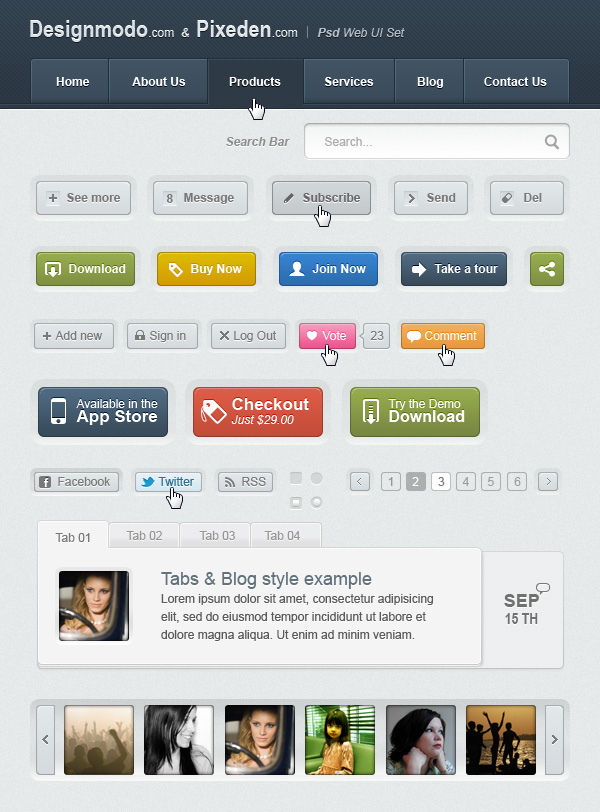 Designmodo.com & Pixeden.com | Psd Web UI Set
Home About Us Products Services Blog Contact Us
Search Bar Search...
See more 8 Message Subscribe Send Del
Download Buy Now Join Now Take a tour
Add new Sign in Log Out Vote 23 Comment
Available in the
App Store
Checkout
Just $29.00
Try the Demo
Download
Facebook Twitter RSS 1 2 3 4 5 6
Tab 01 Tab 02 Tab 03 Tab 04
Tabs & Blog style example
Lorem ipsum dolor sit amet, consectetur adipisicing
elit, sed do eiusmod tempor incididunt ut labore et
dolore magna aliqua. Ut enim ad minim veniam.
SEP
15 TH